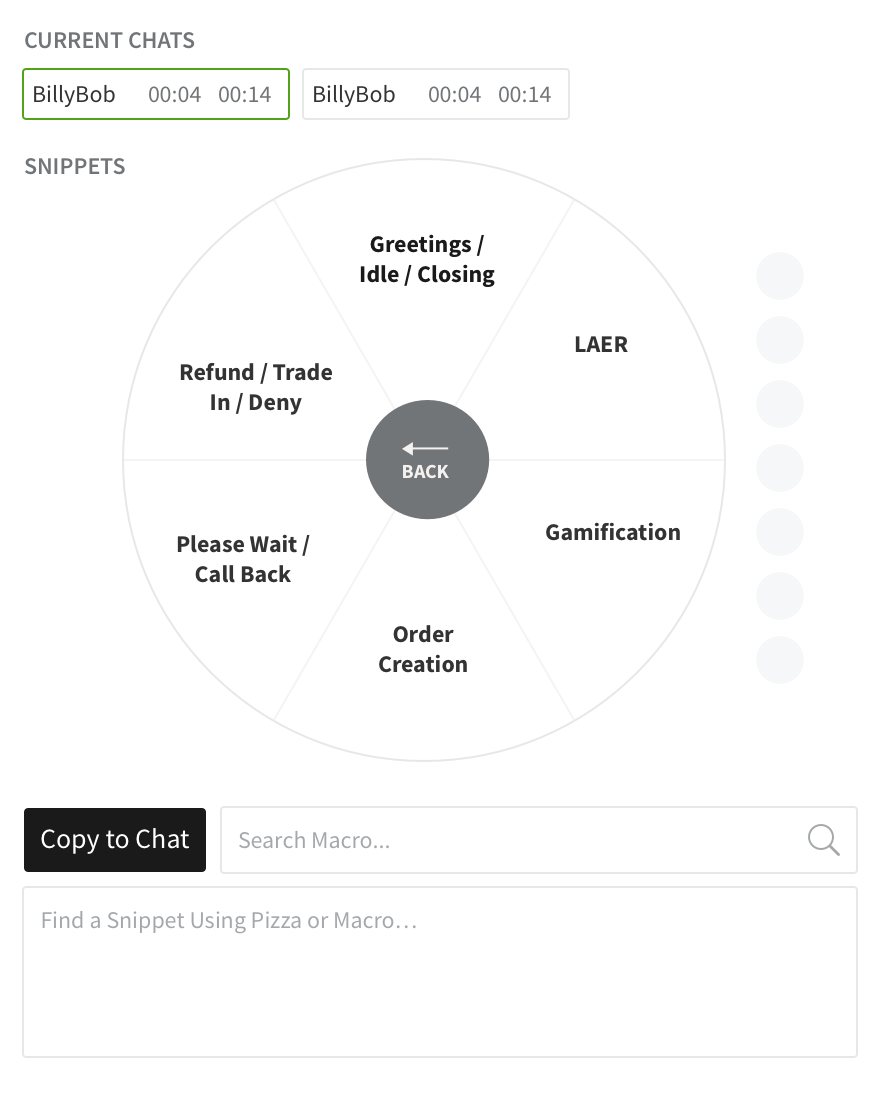 CURRENT CHATS
BillyBob 00:04 00:14
BillyBob 00:04 00:14
SNIPPETS
Greetings /
Idle / Closing
LAER
Refund / Trade
In / Deny
BACK
Gamification
Please Wait /
Call Back
Order
Creation
Copy to Chat
Search Macro...
Find a Snippet Using Pizza or Macro…